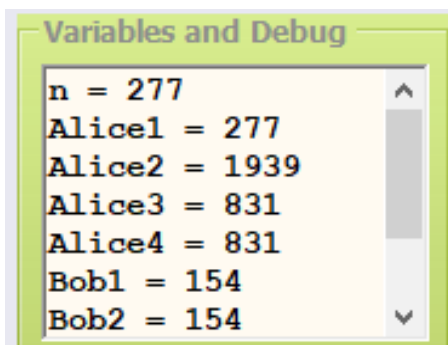 Variables and Debug
n = 277
Alice1 = 277
Alice2 = 1939
Alice3 = 831
Alice4 = 831
Bob1 = 154
Bob2 = 154